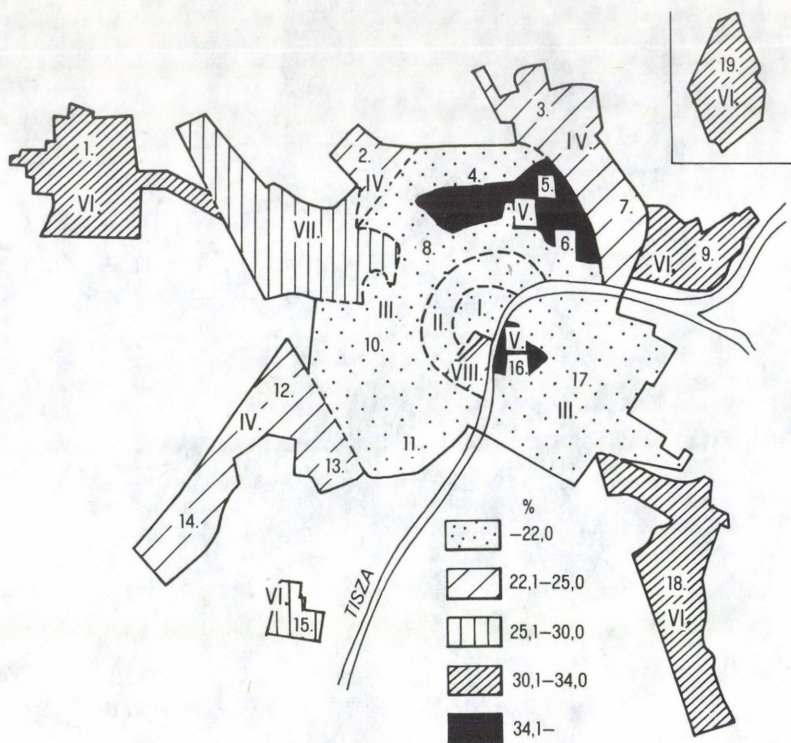 19.
VI.
3.
IV.
1.
VI.
2.
IV
4.
5.
V.
7.
6.
VII.
8.
VI.
9.
III.
II.
I.
10.
V.
16.
VIII.
17.
III.
12.
IV.
11.
13.
14.
%
–22,0
22,1–25,0
25,1–30,0
30,1–34,0
34,1–
TISZA
VI.
15.
18.
VI.